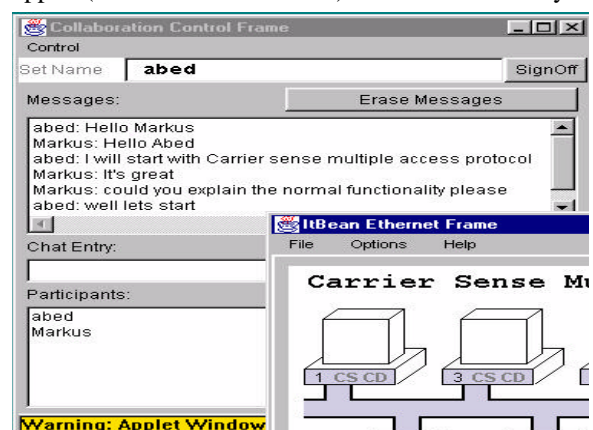 Collaboration Control Frame
Control
Set Name
abed
SignOff
Messages:
Erase Messages
abed: Hello Markus
Markus: Hello Abed
abed: I will start with Carrier sense multiple access protocol
Markus: It's great
Markus: could you explain the normal functionality please
abed: well lets start
ItBean Ethernet Frame
File Options Help
Chat Entry:
Carrier Sense Mu
Participants:
abed
Markus
1 CS CD
3 CS CD
Warning: Applet Window